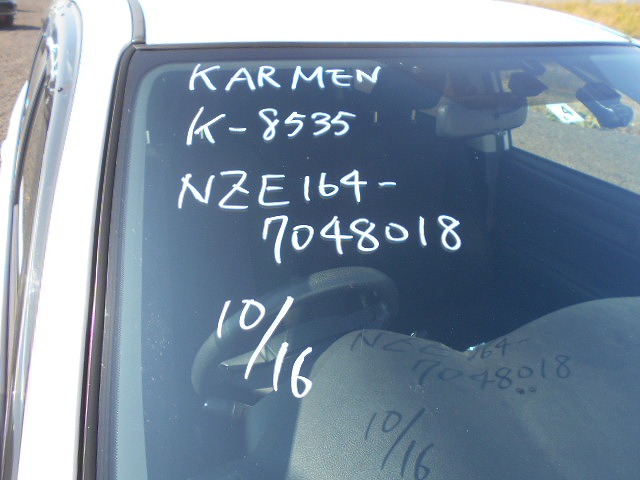 KARMEN
K-8535
NZE164-
7048018
10/16
NZE164-
7048018
10/16
A